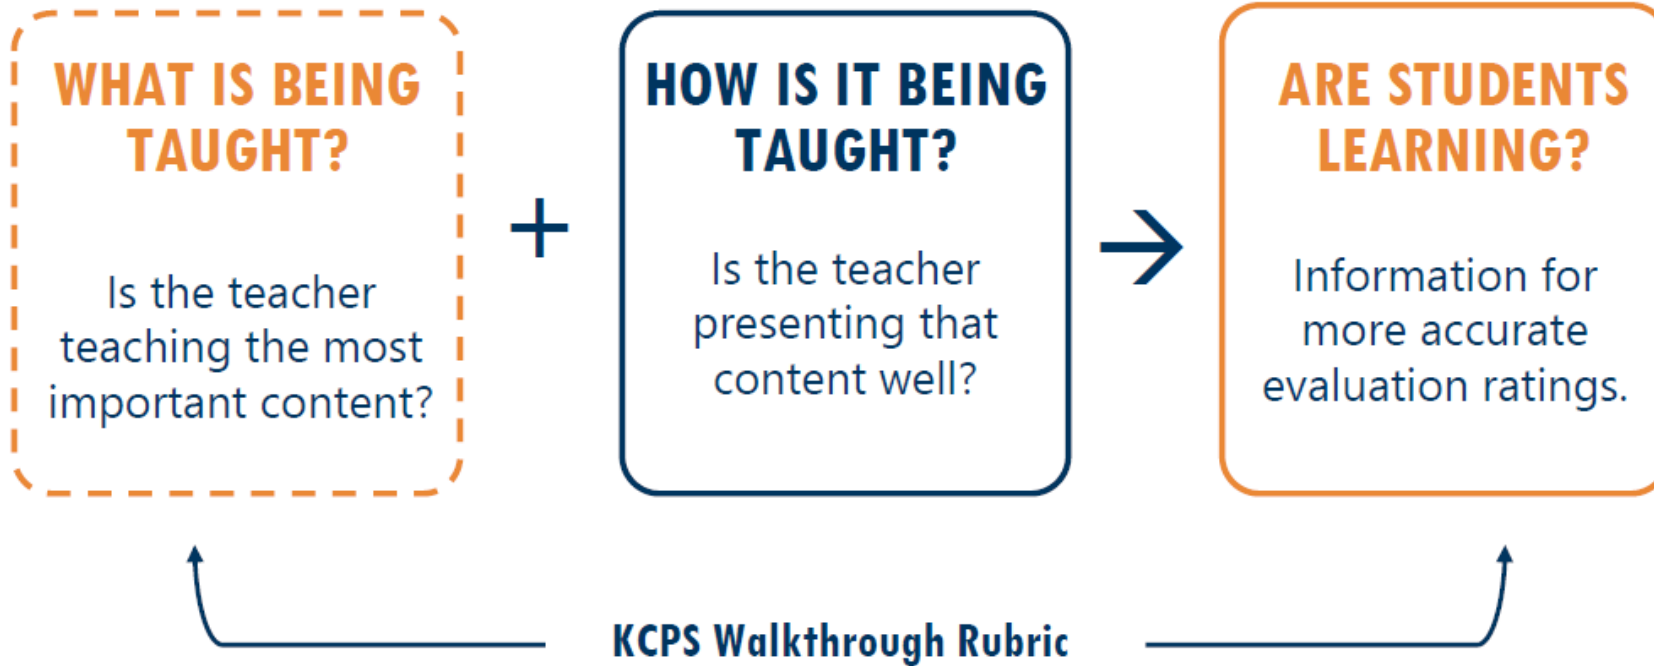 WHAT IS BEING
TAUGHT?
Is the teacher
teaching the most
important content?
+
HOW IS IT BEING
TAUGHT?
Is the teacher
presenting that
content well?
→
ARE STUDENTS
LEARNING?
Information for
more accurate
evaluation ratings.
KCPS Walkthrough Rubric